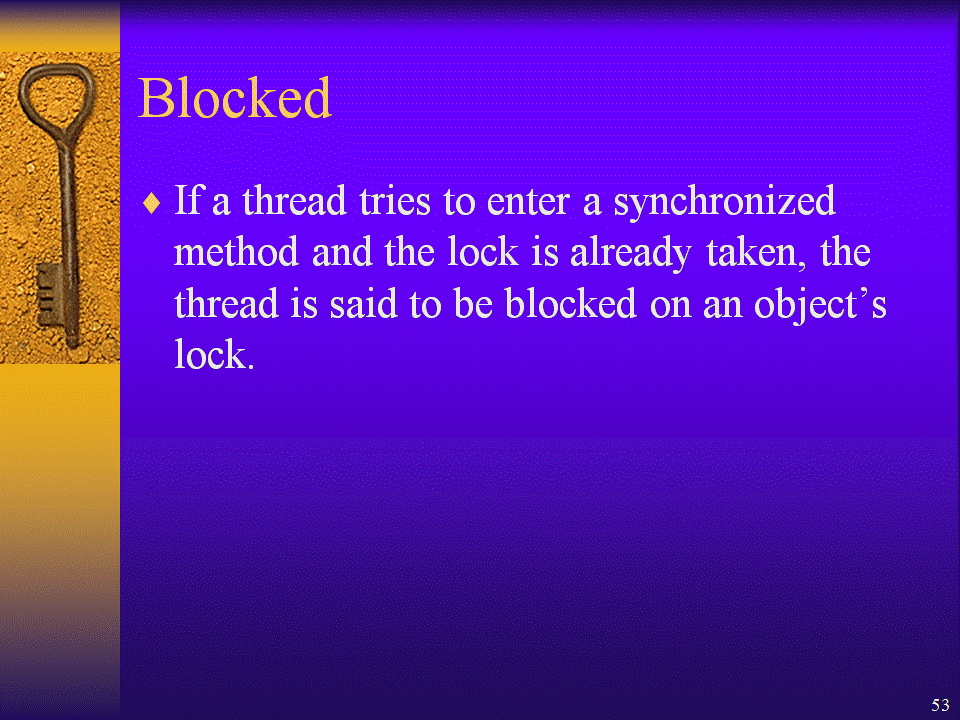 Blocked
♦ If a thread tries to enter a synchronized
method and the lock is already taken, the
thread is said to be blocked on an object’s
lock.
53